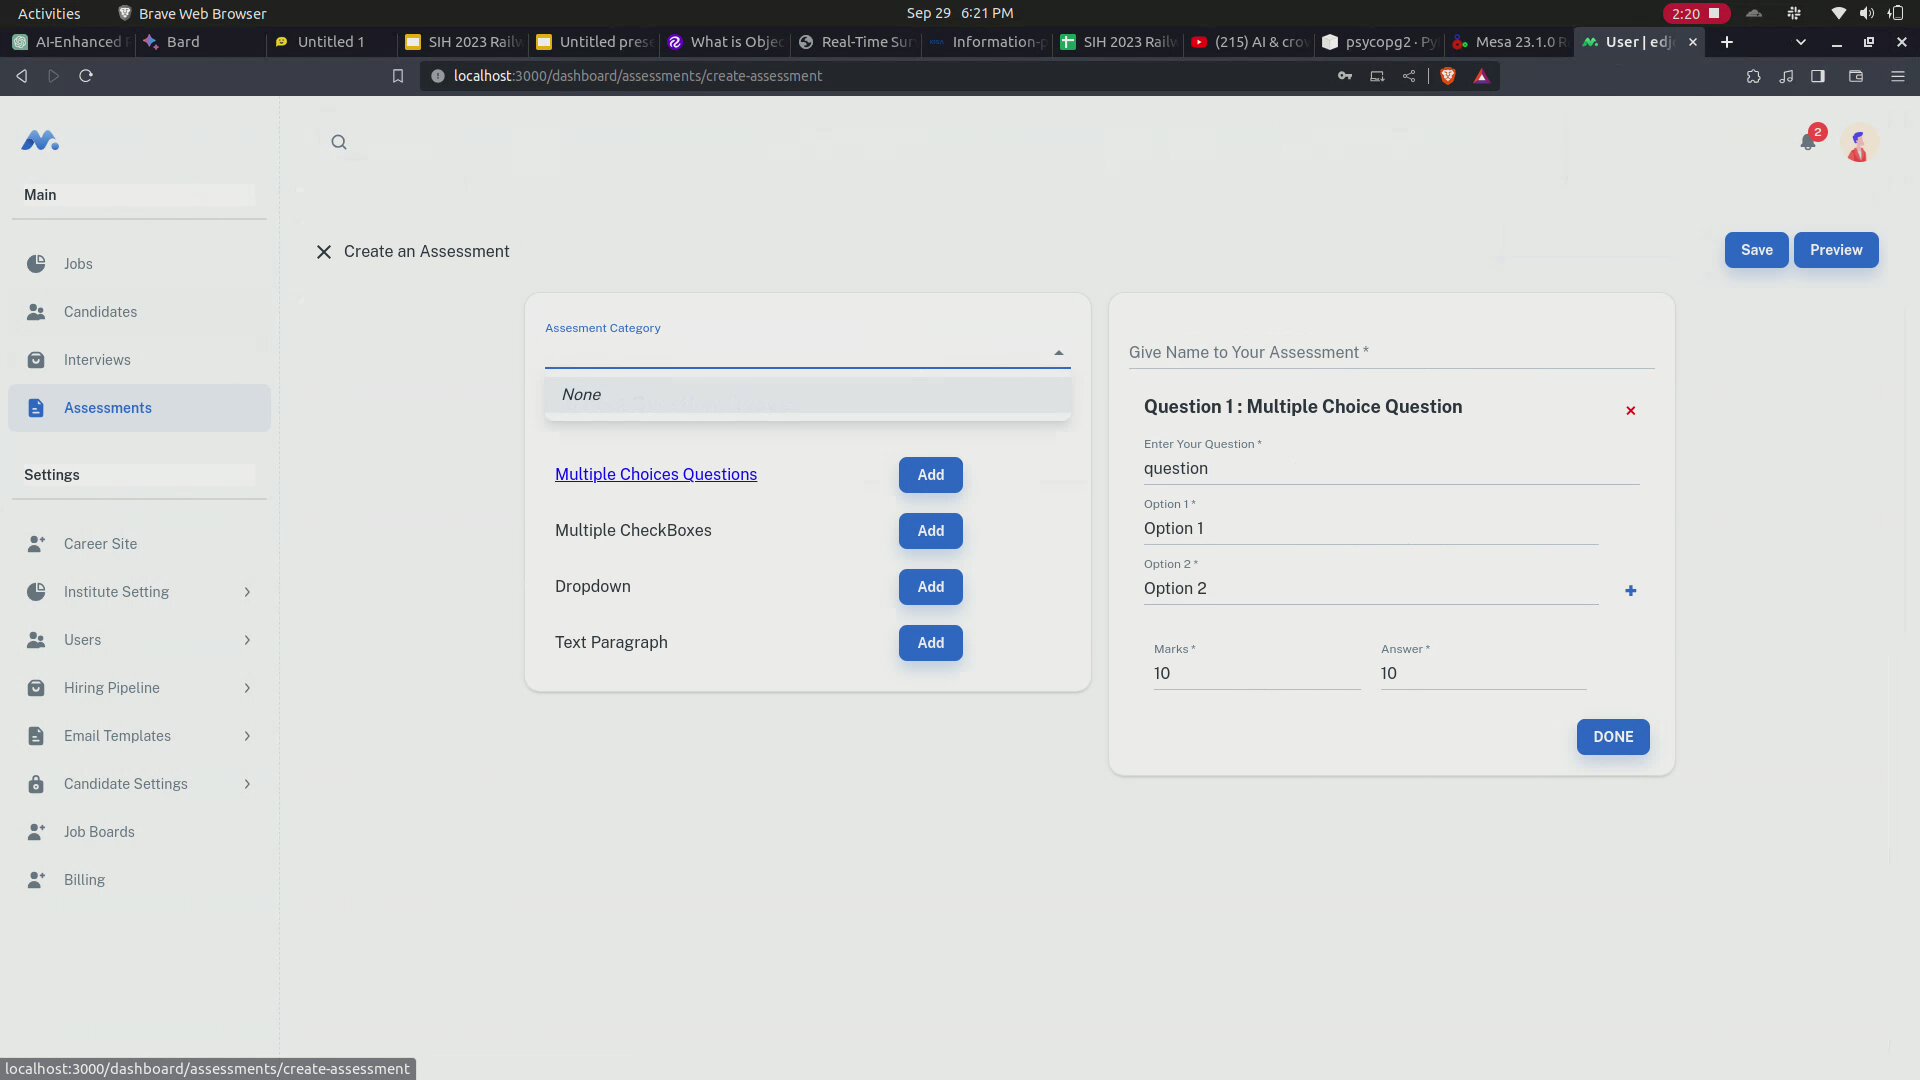 Activities
Brave Web Browser
Sep 29 6:21 PM
2:20
AI-Enhanced
Bard
Untitled 1
SIH 2023 Railw
Untitled prese
What is Objec
Real-Time Sur
Information-p
SIH 2023 Railw
(215) AI & crov
psycopg2 · Py
Mesa 23.1.0 R
User | edjo
localhost:3000/dashboard/assessments/create-assessment
2
Main
Create an Assessment
Save
Preview
Jobs
Candidates
Interviews
Assessments
Settings
Career Site
Institute Setting
Users
Hiring Pipeline
Email Templates
Candidate Settings
Job Boards
Billing
Assesment Category
None
Multiple Choices Questions
Add
Multiple CheckBoxes
Add
Dropdown
Add
Text Paragraph
Add
Give Name to Your Assessment *
Question 1 : Multiple Choice Question
Enter Your Question *
question
Option 1 *
Option 1
Option 2 *
Option 2
Marks *
Answer *
10
10
DONE
localhost:3000/dashboard/assessments/create-assessment